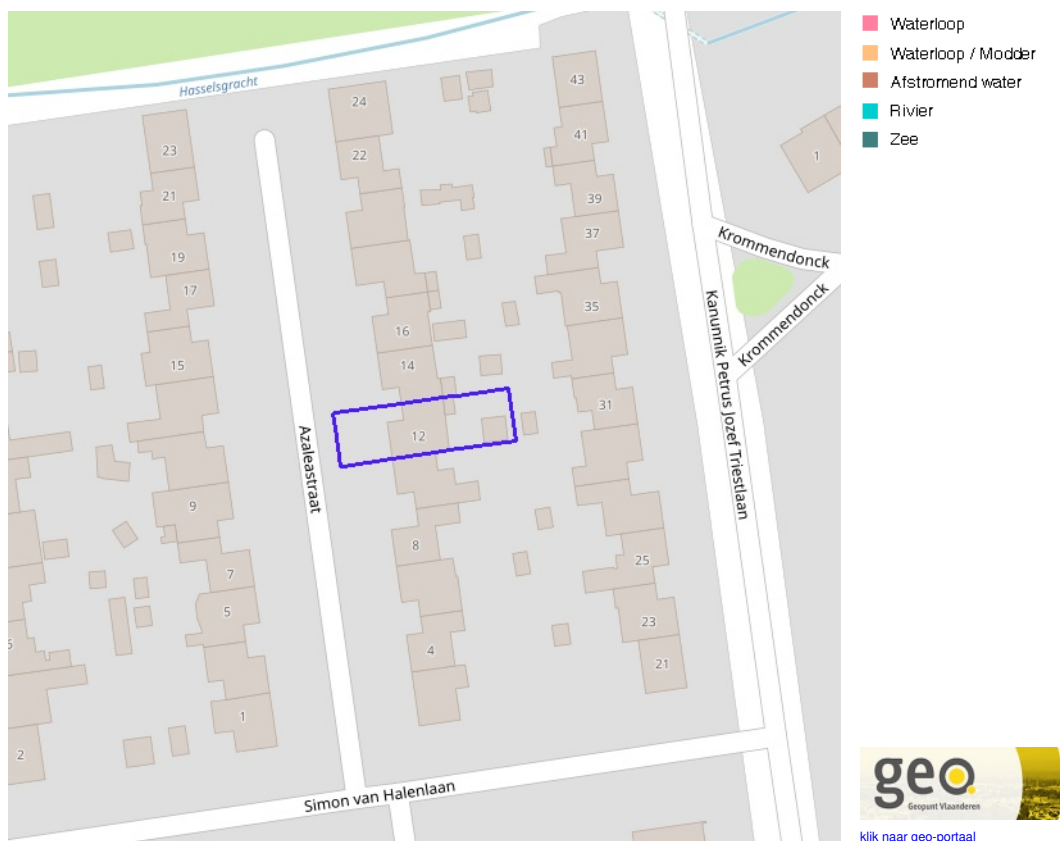 Waterloop
Waterloop / Modder
Afstromend water
Rivier
Zee
Hasselsgracht
24
43
23
22
41
1
21
39
19
37
Krommendonck
17
Krommendonck
35
16
15
14
Kanunnik Petrus Jozef Triestlaan
31
12
Azaleastraat
9
8
25
7
5
23
6
4
21
1
2
Simon van Halenlaan
geo
Geopunt Vlaanderen
klik naar geo-portaal